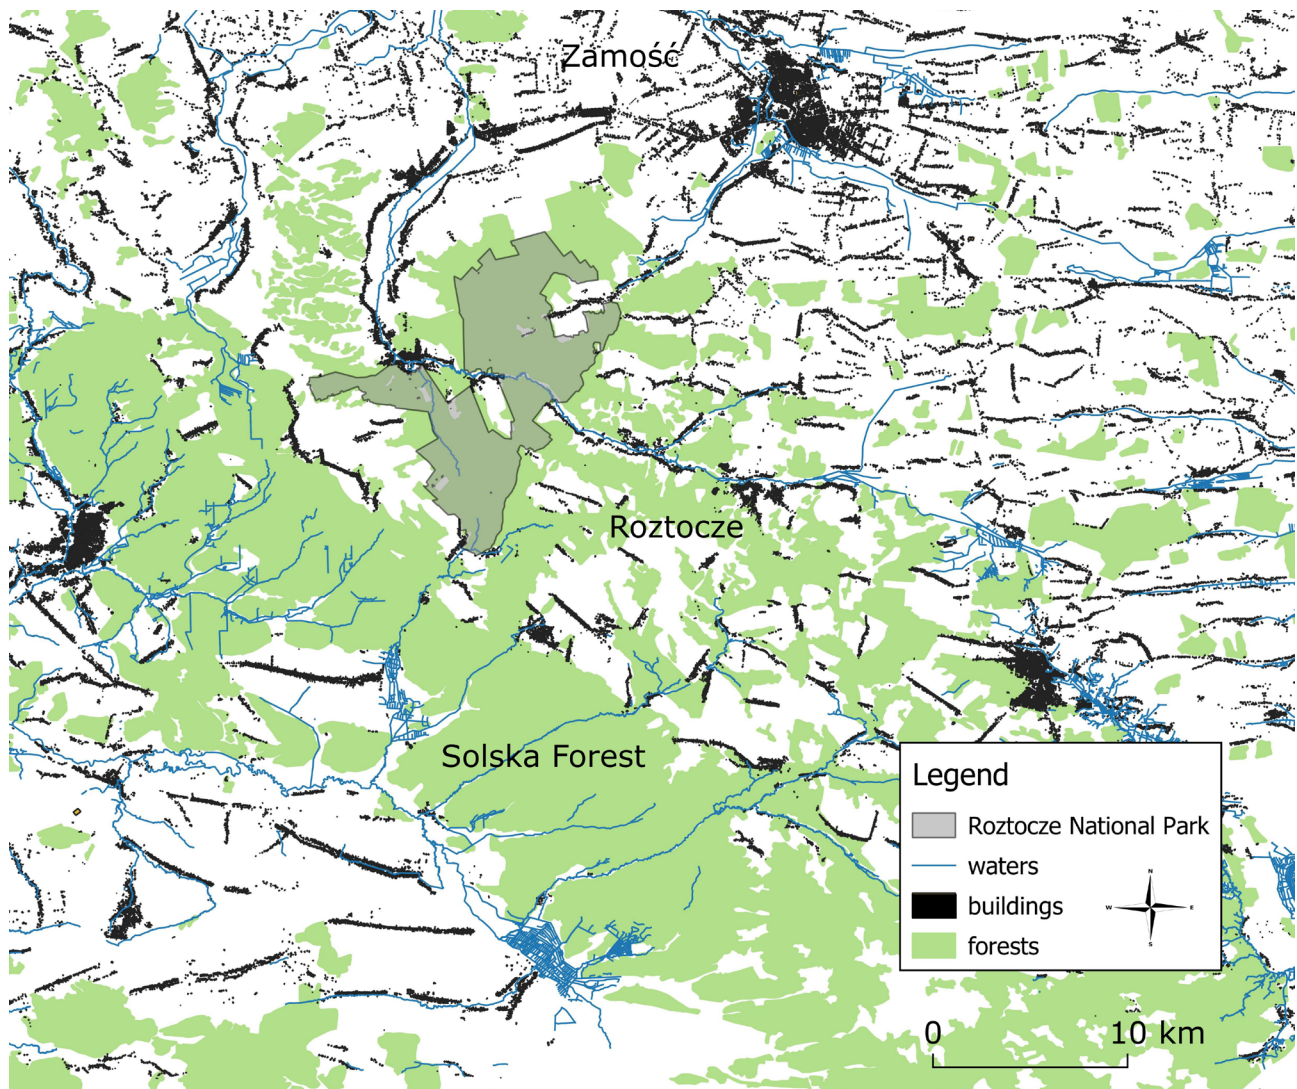 Zamość
Roztocze
Solska Forest
Legend
Roztocze National Park
waters
buildings
forests
N
W
E
S
0
10 km